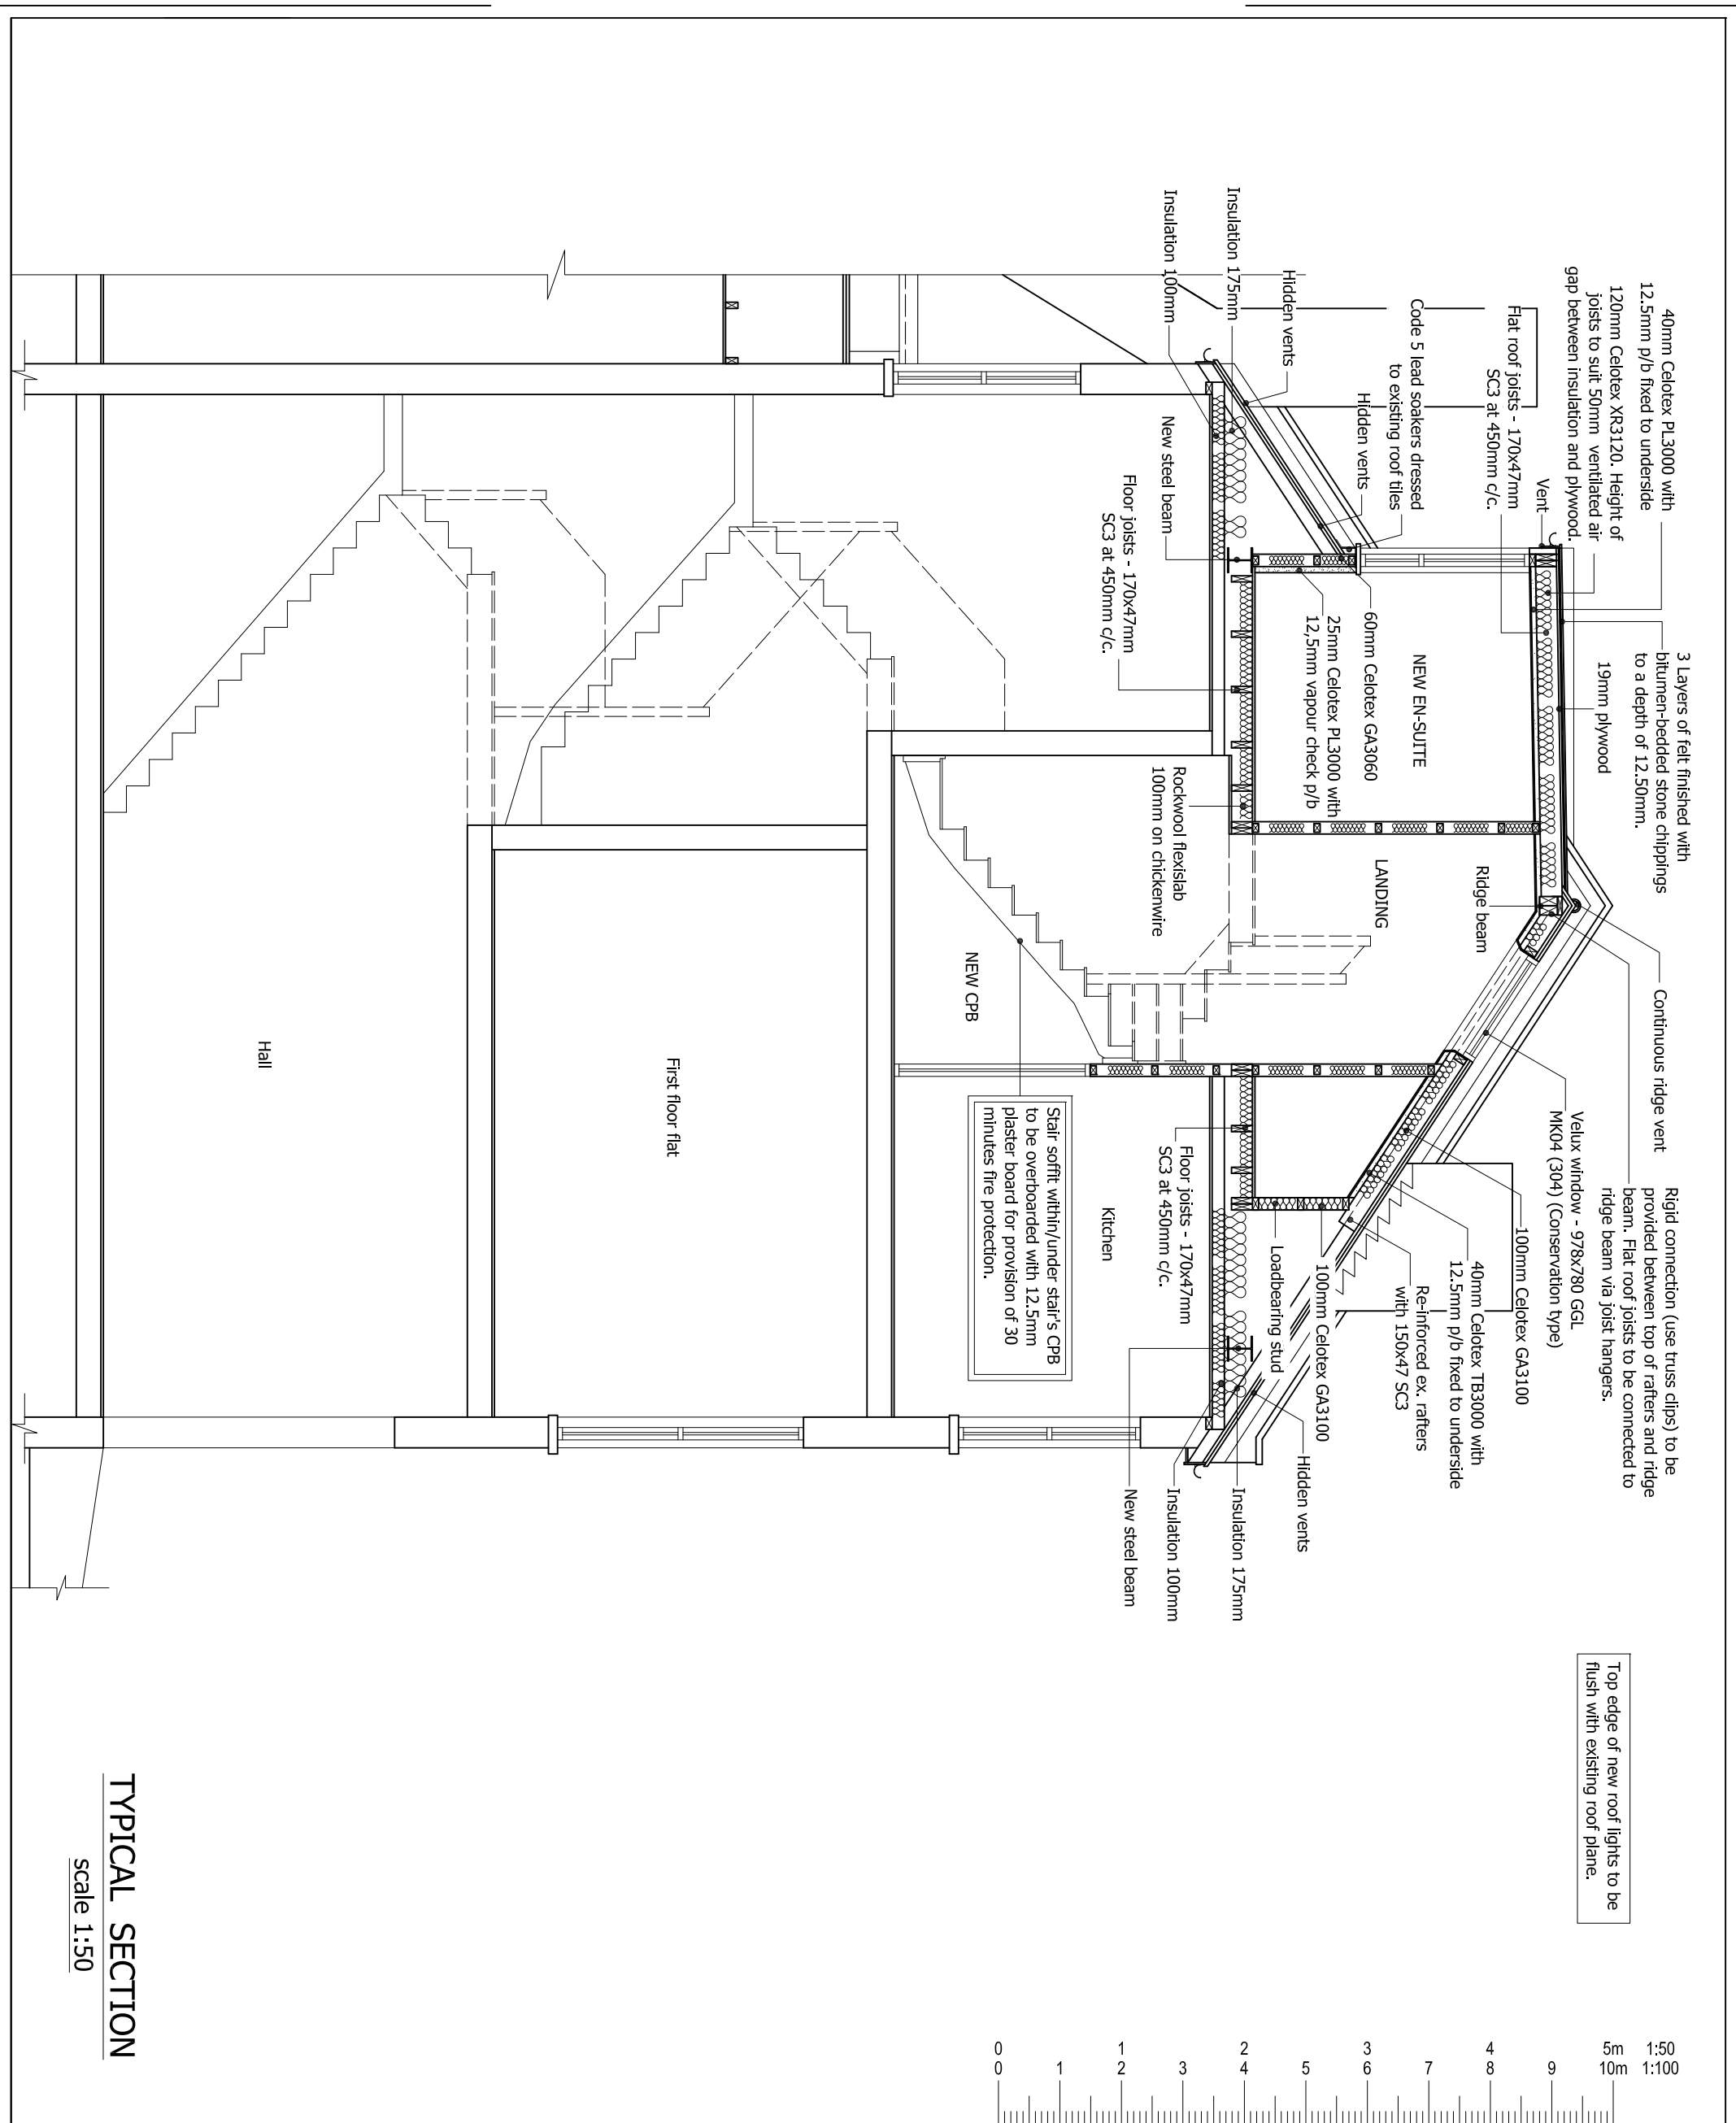 40mm Celotex PL3000 with
12.5mm p/b fixed to underside
120mm Celotex XR3120. Height of
joists to suit 50mm ventilated air
gap between insulation and plywood.
Flat roof joists - 170x47mm
SC3 at 450mm c/c.
Vent
Code 5 lead soakers dressed
to existing roof tiles
Hidden vents
Hidden vents
Insulation 175mm
Insulation 100mm
3 Layers of felt finished with
bitumen-bedded stone chippings
to a depth of 12.50mm.
19mm plywood
Continuous ridge vent
Rigid connection (use truss clips) to be
provided between top of rafters and ridge
beam. Flat roof joists to be connected to
ridge beam via joist hangers.
Velux window - 978x780 GGL
MK04 (304) (Conservation type)
100mm Celotex GA3100
40mm Celotex TB3000 with
12.5mm p/b fixed to underside
Re-inforced ex. rafters
with 150x47 SC3
100mm Celotex GA3100
Loadbearing stud
Hidden vents
Insulation 175mm
Insulation 100mm
New steel beam
Ridge beam
NEW EN-SUITE
LANDING
60mm Celotex GA3060
25mm Celotex PL3000 with
12,5mm vapour check p/b
New steel beam
Floor joists - 170x47mm
SC3 at 450mm c/c.
Rockwool flexislab
100mm on chickenwire
Floor joists - 170x47mm
SC3 at 450mm c/c.
NEW CPB
Kitchen
Stair soffit within/under stair's CPB
to be overboarded with 12.5mm
plaster board for provision of 30
minutes fire protection.
First floor flat
Hall
Top edge of new roof lights to be
flush with existing roof plane.
TYPICAL SECTION
scale 1:50
0 1 2 3 4 5m 1:50
0 1 2 3 4 5 6 7 8 9 10m 1:100